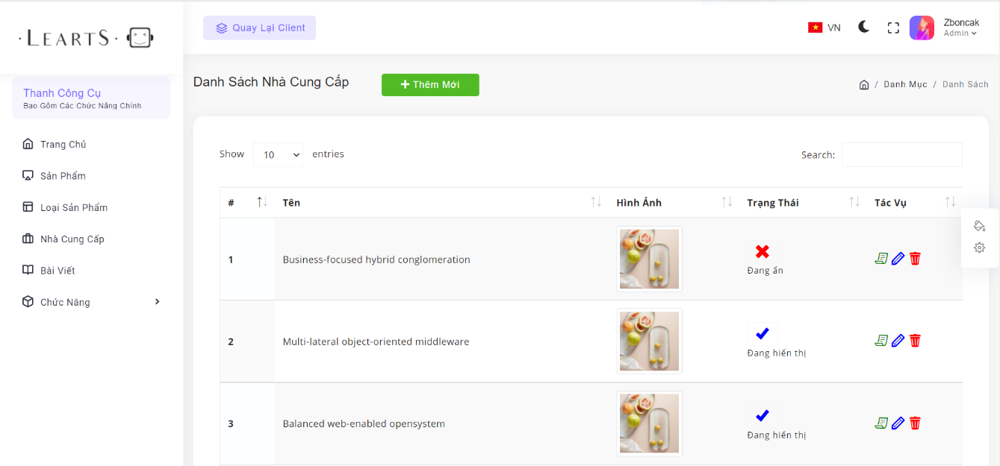 · LEARTS ·
Quay Lại Client
VN
Zboncak
Admin
Thanh Công Cụ
Bao Gồm Các Chức Năng Chính
Trang Chủ
Sản Phẩm
Loại Sản Phẩm
Nhà Cung Cấp
Bài Viết
Chức Năng
Danh Sách Nhà Cung Cấp
Thêm Mới
/ Danh Mục / Danh Sách
Show 10 entries
Search:
# Tên Hình Ảnh Trạng Thái Tác Vụ
1 Business-focused hybrid conglomeration
Đang ẩn
2 Multi-lateral object-oriented middleware
Đang hiển thị
3 Balanced web-enabled opensystem
Đang hiển thị